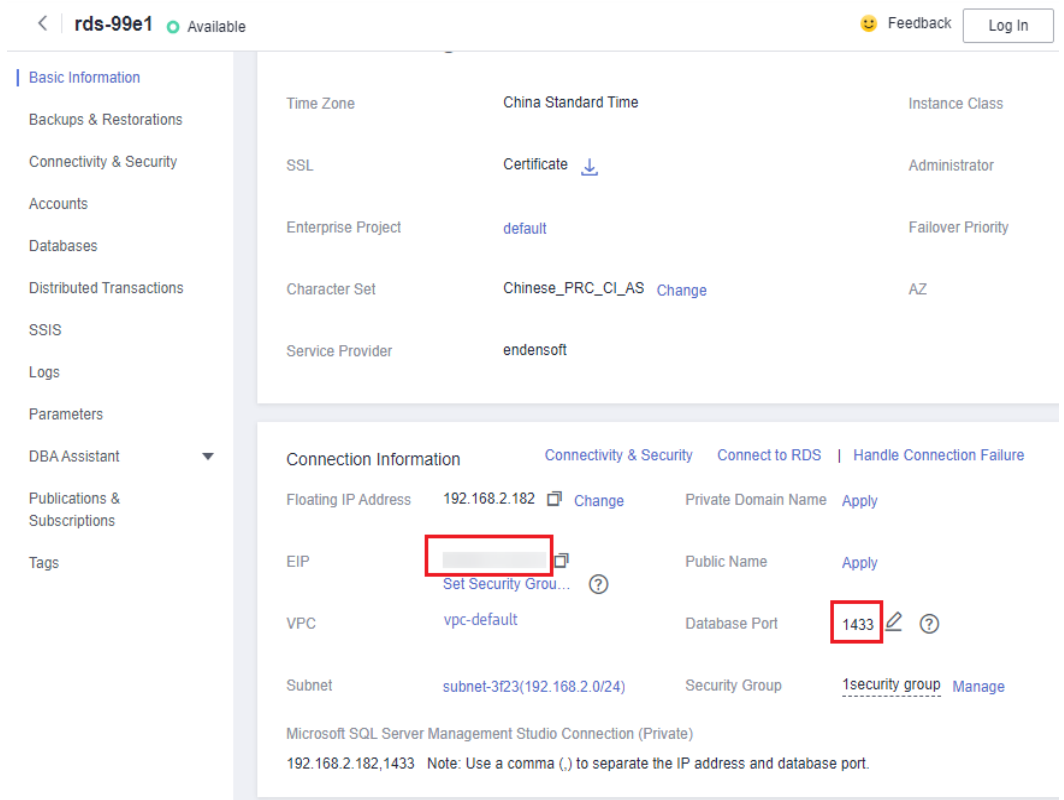 rds-99e1 Available
Feedback
Log In
Basic Information
Backups & Restorations
Connectivity & Security
Accounts
Databases
Distributed Transactions
SSIS
Logs
Parameters
DBA Assistant
Publications &
Subscriptions
Tags
Time Zone China Standard Time Instance Class
SSL Certificate Administrator
Enterprise Project default Failover Priority
Character Set Chinese_PRC_CI_AS Change AZ
Service Provider endensoft
Connection Information Connectivity & Security Connect to RDS | Handle Connection Failure
Floating IP Address 192.168.2.182 Change Private Domain Name Apply
EIP Public Name Apply
Set Security Grou... ?
VPC vpc-default Database Port 1433 ?
Subnet subnet-3f23(192.168.2.0/24) Security Group 1security group Manage
Microsoft SQL Server Management Studio Connection (Private)
192.168.2.182,1433 Note: Use a comma (,) to separate the IP address and database port.